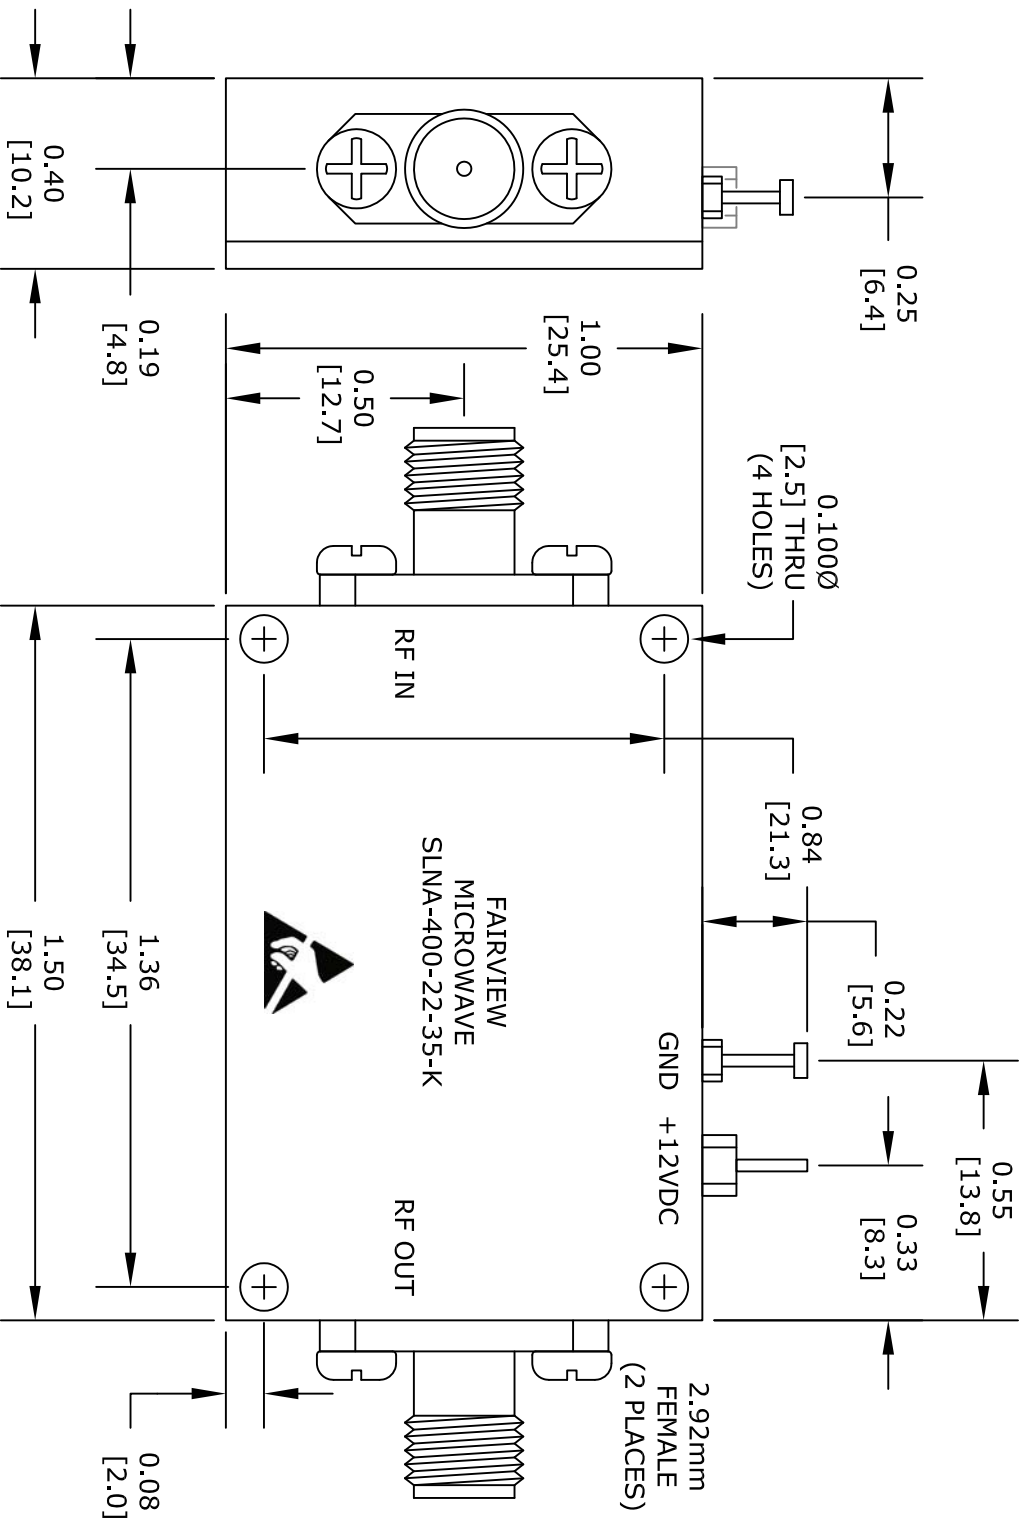 0.40
[10.2]
0.19
[4.8]
0.25
[6.4]
1.00
[25.4]
0.50
[12.7]
0.100Ø
[2.5] THRU
(4 HOLES)
0.84
[21.3]
0.22
[5.6]
0.55
[13.8]
0.33
[8.3]
GND +12VDC
RF IN
RF OUT
FAIRVIEW
MICROWAVE
SLNA-400-22-35-K
2.92mm
FEMALE
(2 PLACES)
1.36
[34.5]
1.50
[38.1]
0.08
[2.0]